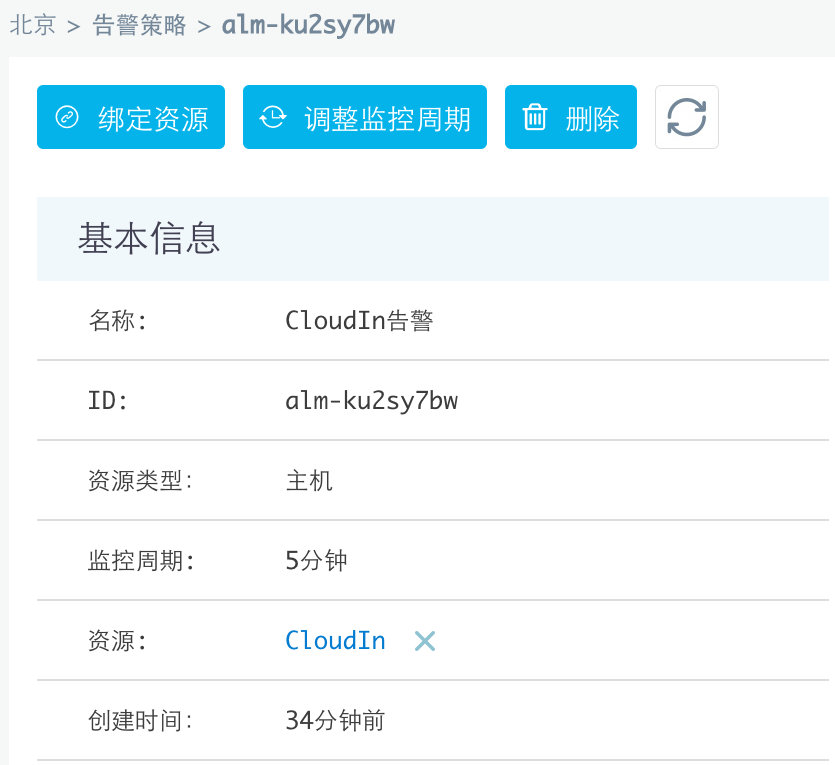 北京 > 告警策略 > alm-ku2sy7bw
绑定资源 调整监控周期 删除
基本信息
名称: CloudIn告警
ID: alm-ku2sy7bw
资源类型: 主机
监控周期: 5分钟
资源: CloudIn
创建时间: 34分钟前